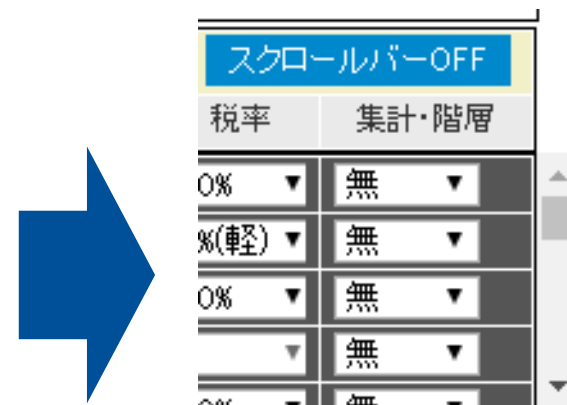 スクロールバーOFF
税率 集計・階層
0% ▼ 無 ▼
%(軽) ▼ 無 ▼
0% ▼ 無 ▼
▼ 無 ▼